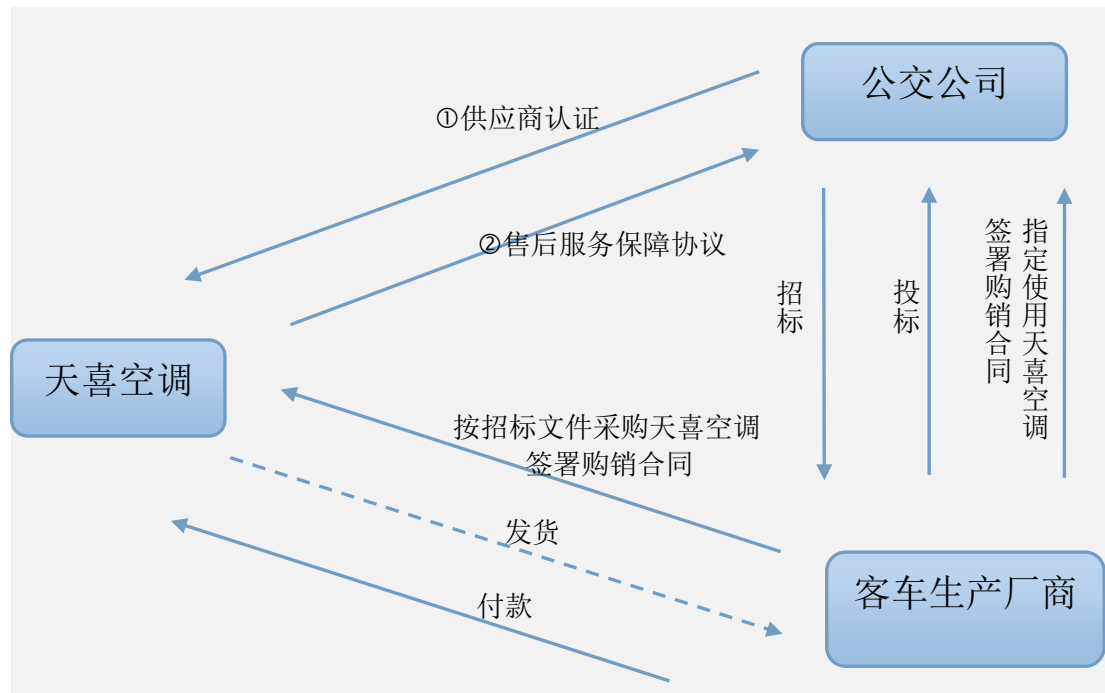 公交公司
①供应商认证
②售后服务保障协议
招标
投标
指定使用天喜空调
签署购销合同
天喜空调
按招标文件采购天喜空调
签署购销合同
发货
付款
客车生产厂商